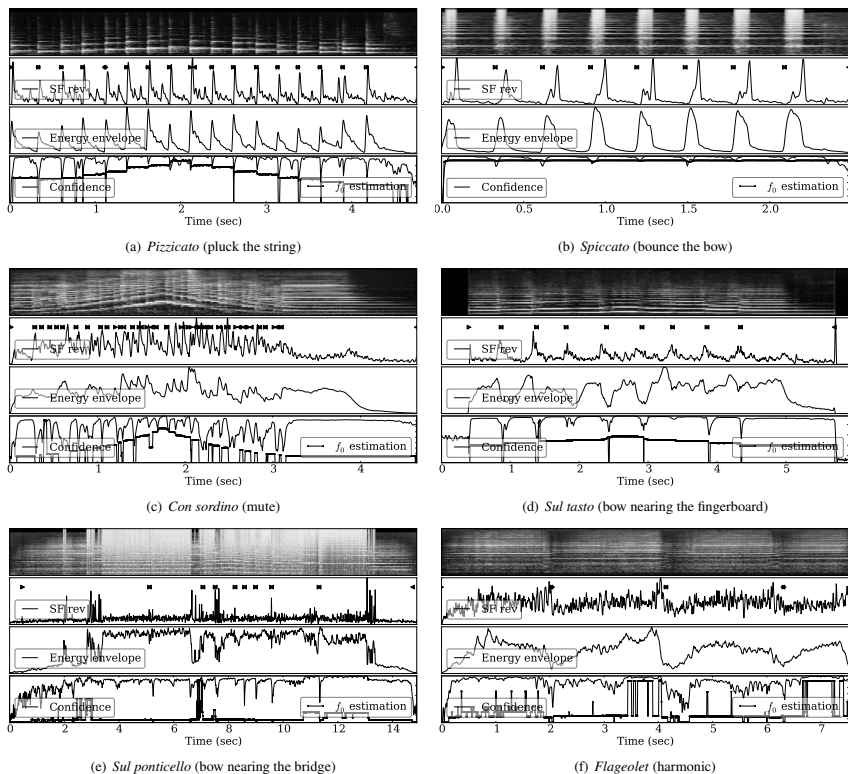 SF rev
Energy envelope
Confidence
f0 estimation
0 1 2 3 4
Time (sec)
(a) Pizzicato (pluck the string)
SF rev
Energy envelope
Confidence
f0 estimation
0.0 0.5 1.0 1.5 2.0
Time (sec)
(b) Spiccato (bounce the bow)
SF rev
Energy envelope
Confidence
f0 estimation
0 1 2 3 4
Time (sec)
(c) Con sordino (mute)
SF rev
Energy envelope
Confidence
f0 estimation
0 1 2 3 4 5
Time (sec)
(d) Sul tasto (bow nearing the fingerboard)
SF rev
Energy envelope
Confidence
f0 estimation
0 2 4 6 8 10 12 14
Time (sec)
(e) Sul ponticello (bow nearing the bridge)
SF rev
Energy envelope
Confidence
f0 estimation
0 1 2 3 4 5 6 7
Time (sec)
(f) Flageolet (harmonic)